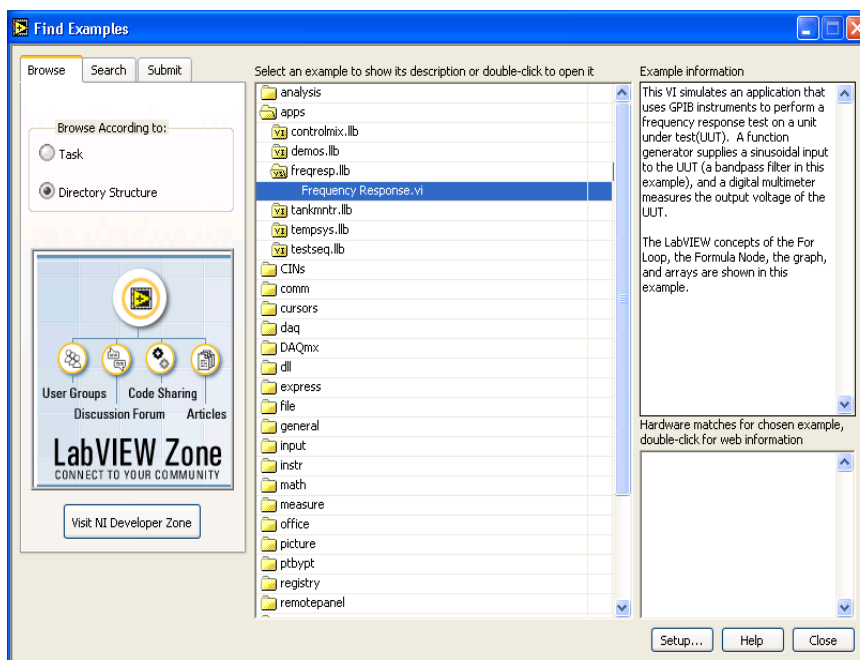 Find Examples
Browse
Search
Submit
Browse According to:
Task
Directory Structure
User Groups
Code Sharing
Discussion Forum
Articles
LabVIEW Zone
CONNECT TO YOUR COMMUNITY
Visit NI Developer Zone
Select an example to show its description or double-click to open it
analysis
apps
controlmix.llb
demos.llb
freqresp.llb
Frequency Response.vi
tankmntr.llb
tempsys.llb
testseq.llb
CINs
comm
cursors
daq
DAQmx
dll
express
file
general
input
instr
math
measure
office
picture
ptbypt
registry
remotepanel
Example information
This VI simulates an application that
uses GPIB instruments to perform a
frequency response test on a unit
under test(UUT).  A function
generator supplies a sinusoidal input
to the UUT (a bandpass filter in this
example), and a digital multimeter
measures the output voltage of the
UUT.
The LabVIEW concepts of the For
Loop, the Formula Node, the graph,
and arrays are shown in this
example.
Hardware matches for chosen example,
double-click for web information
Setup...
Help
Close